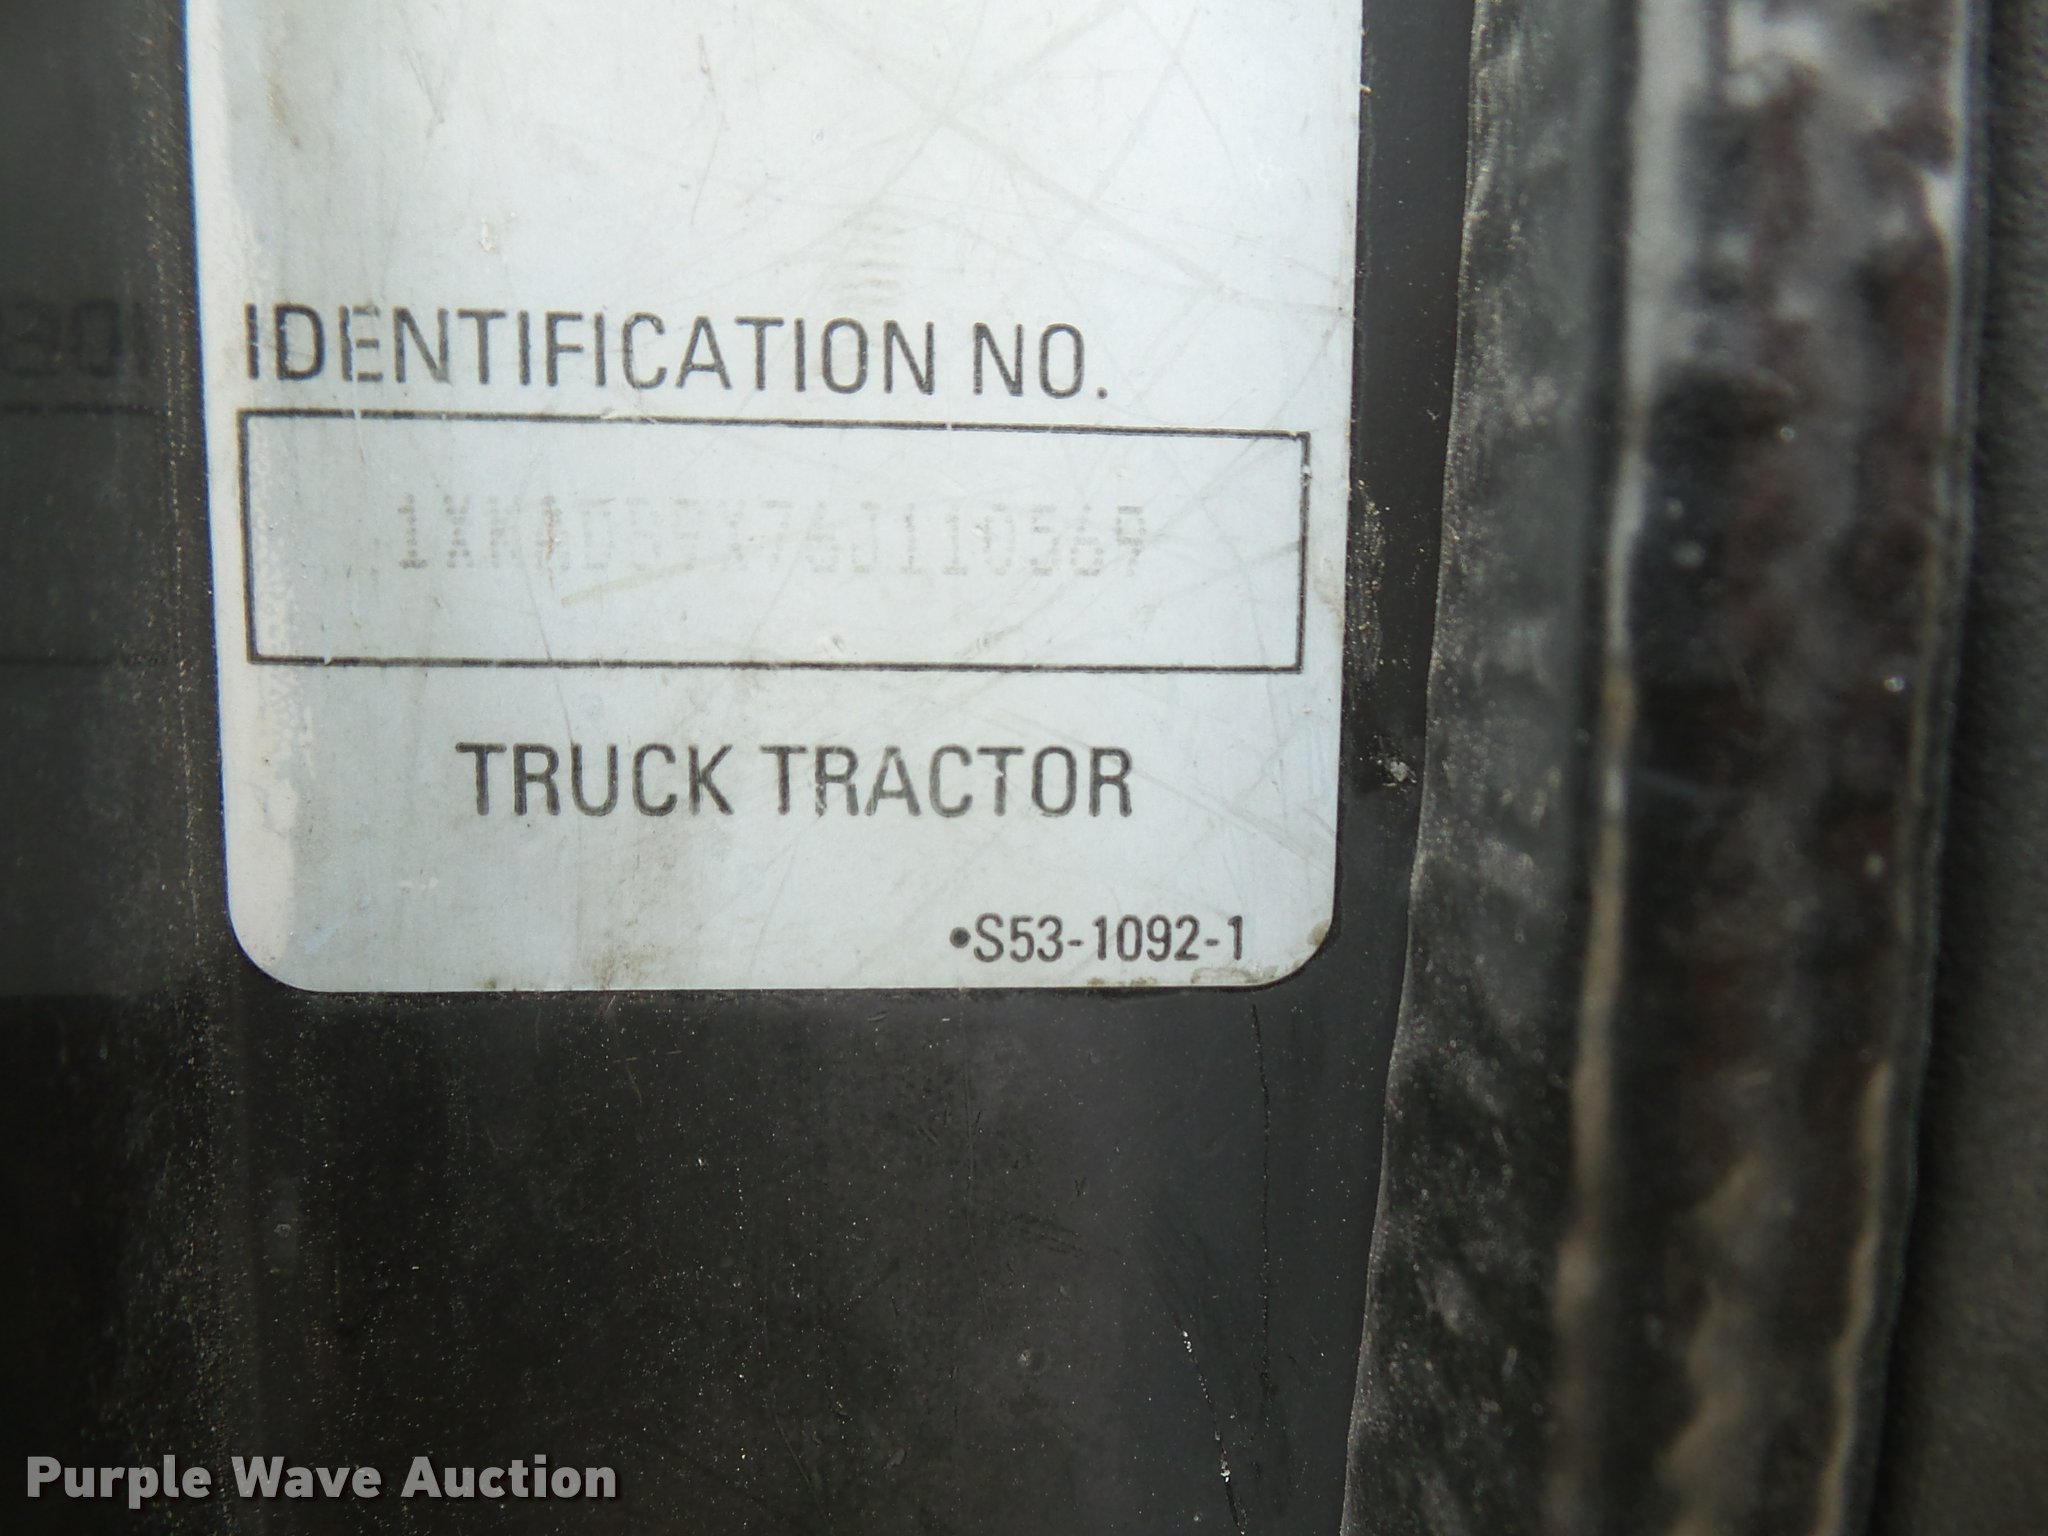 IDENTIFICATION NO.
TRUCK TRACTOR
•S53-1092-1
Purple Wave Auction